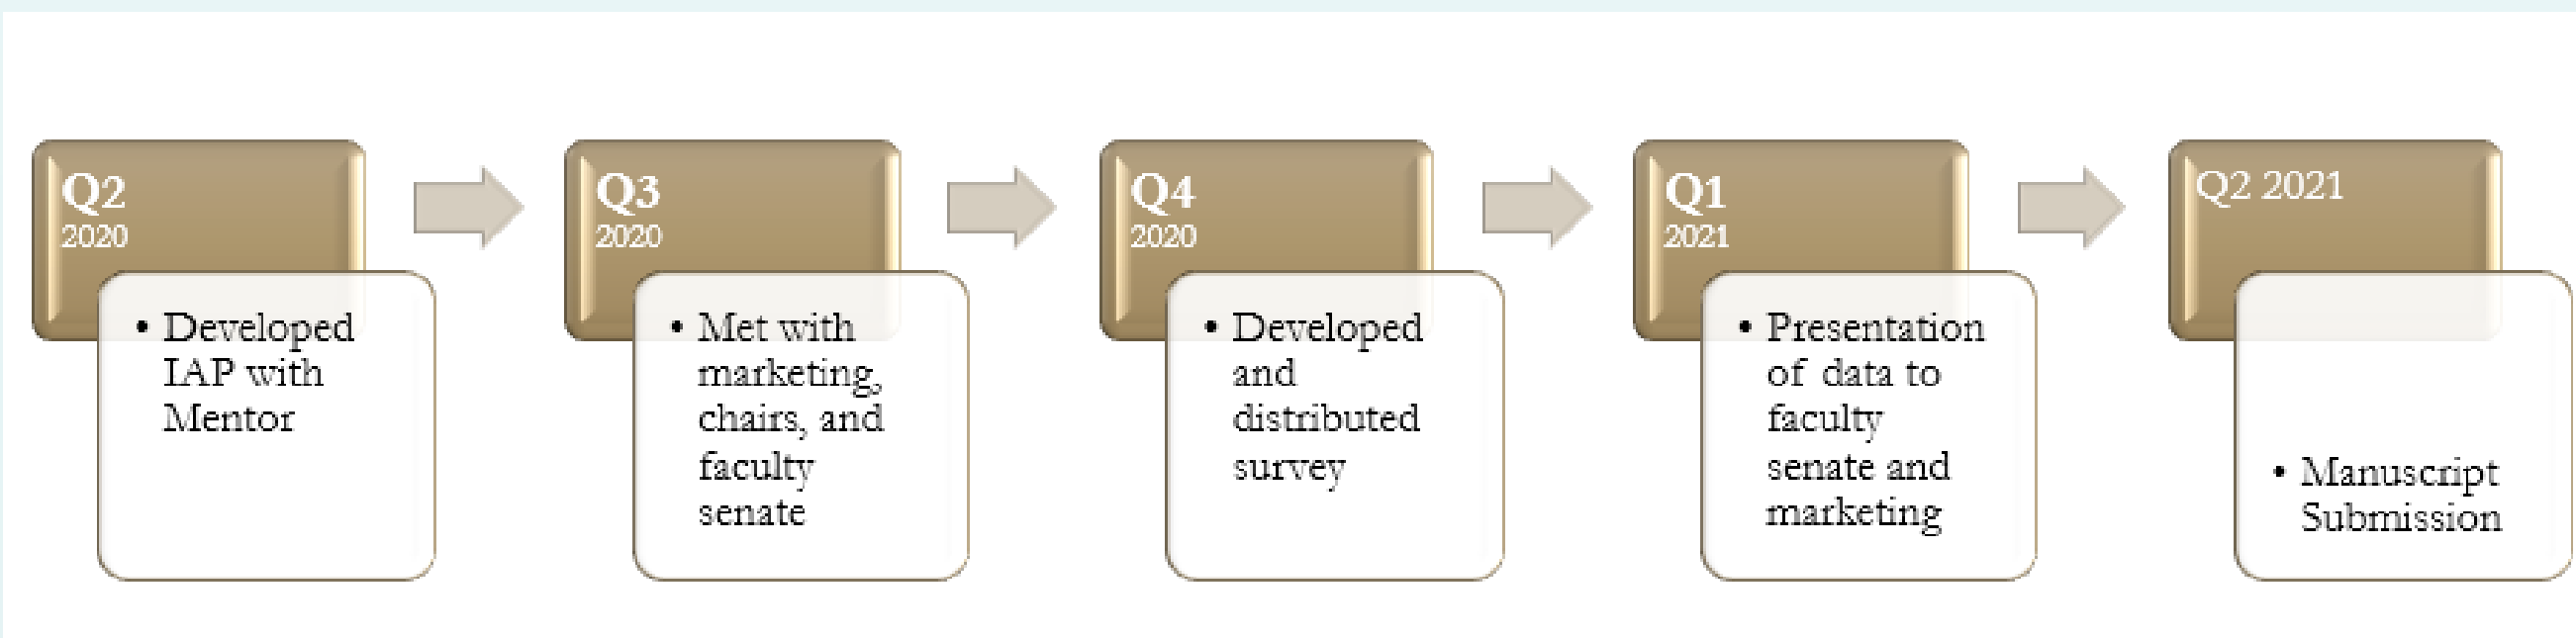 Q2
2020
• Developed
IAP with
Mentor
Q3
2020
• Met with
marketing,
chairs, and
faculty
senate
Q4
2020
• Developed
and
distributed
survey
Q1
2021
• Presentation
of data to
faculty
senate and
marketing
Q2 2021
• Manuscript
Submission